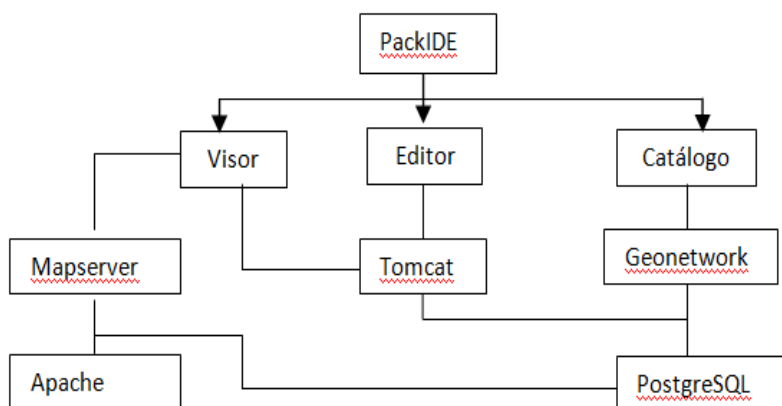 PackIDE
Visor
Editor
Catálogo
Mapserver
Tomcat
Geonetwork
Apache
PostgreSQL